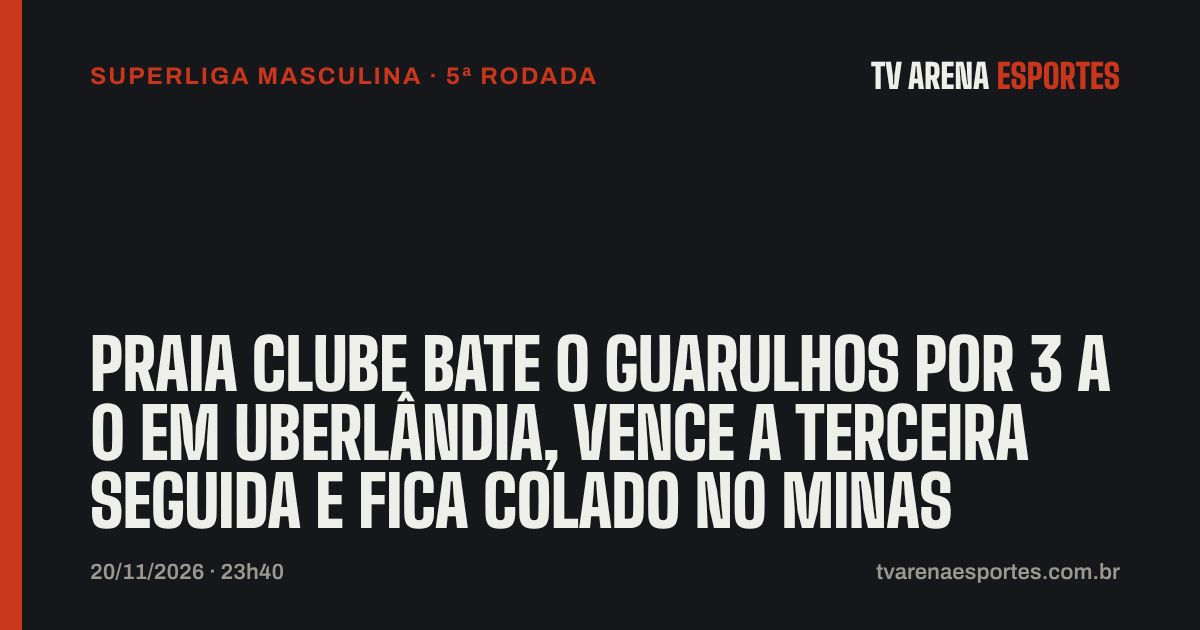 SUPERLIGA MASCULINA · 5ª RODADA
TV ARENA ESPORTES
PRAIA CLUBE BATE O GUARULHOS POR 3 A
0 EM UBERLÂNDIA, VENCE A TERCEIRA
SEGUIDA E FICA COLADO NO MINAS
20/11/2026 · 23h40
tvarenaesportes.com.br